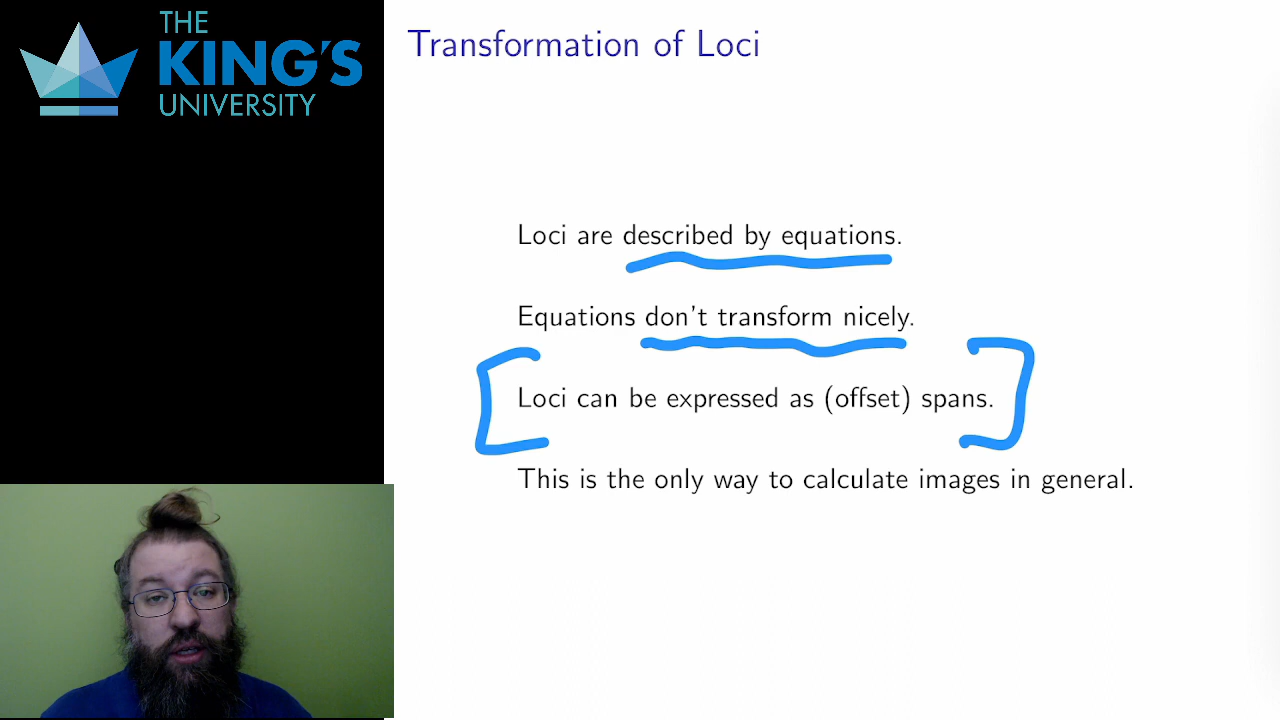 THE
KING'S
UNIVERSITY
Transformation of Loci
Loci are described by equations.
Equations don't transform nicely.
Loci can be expressed as (offset) spans.
This is the only way to calculate images in general.